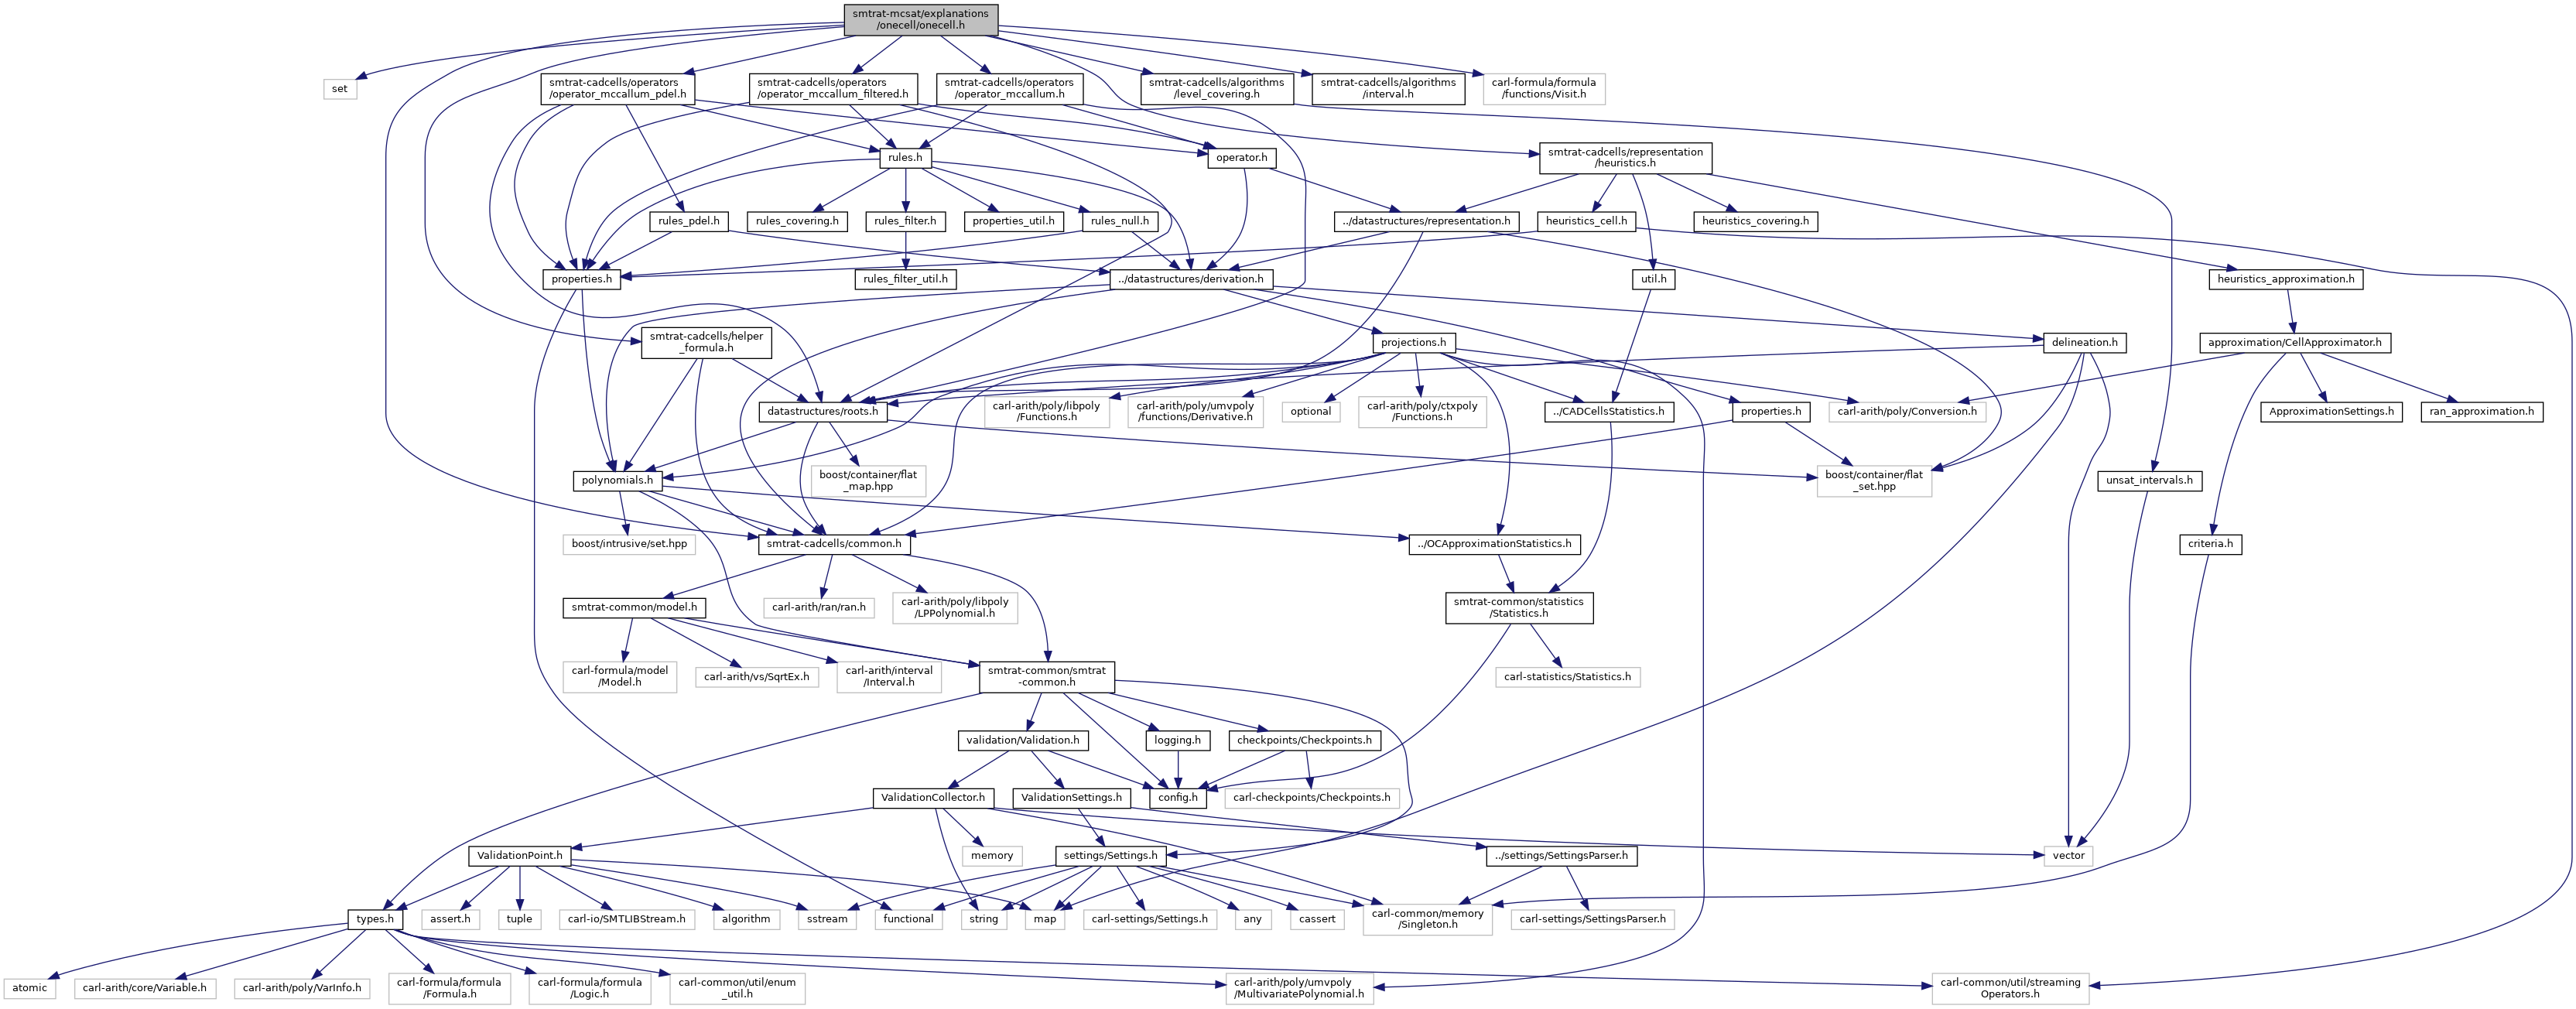 smtrat-mcsat/explanations
/onecell/onecell.h
set
smtrat-cadcells/operators
/operator_mccallum_pdel.h
smtrat-cadcells/operators
/operator_mccallum_filtered.h
smtrat-cadcells/operators
/operator_mccallum.h
smtrat-cadcells/algorithms
/level_covering.h
smtrat-cadcells/algorithms
/interval.h
carl-formula/formula
/functions/Visit.h
rules.h
operator.h
smtrat-cadcells/representation
/heuristics.h
rules_pdel.h
rules_covering.h
rules_filter.h
properties_util.h
rules_null.h
../datastructures/representation.h
heuristics_cell.h
heuristics_covering.h
properties.h
rules_filter_util.h
../datastructures/derivation.h
util.h
heuristics_approximation.h
smtrat-cadcells/helper
_formula.h
projections.h
delineation.h
approximation/CellApproximator.h
datastructures/roots.h
carl-arith/poly/libpoly
/Functions.h
carl-arith/poly/umvpoly
/functions/Derivative.h
optional
carl-arith/poly/ctxpoly
/Functions.h
../CADCellsStatistics.h
properties.h
carl-arith/poly/Conversion.h
ApproximationSettings.h
ran_approximation.h
polynomials.h
boost/container/flat
_map.hpp
boost/container/flat
_set.hpp
unsat_intervals.h
boost/intrusive/set.hpp
smtrat-cadcells/common.h
../OCApproximationStatistics.h
criteria.h
smtrat-common/model.h
carl-arith/ran/ran.h
carl-arith/poly/libpoly
/LPPolynomial.h
smtrat-common/statistics
/Statistics.h
carl-formula/model
/Model.h
carl-arith/vs/SqrtEx.h
carl-arith/interval
/Interval.h
smtrat-common/smtrat
-common.h
carl-statistics/Statistics.h
validation/Validation.h
logging.h
checkpoints/Checkpoints.h
ValidationCollector.h
ValidationSettings.h
config.h
carl-checkpoints/Checkpoints.h
ValidationPoint.h
memory
settings/Settings.h
../settings/SettingsParser.h
vector
types.h
assert.h
tuple
carl-io/SMTLIBStream.h
algorithm
sstream
functional
string
map
carl-settings/Settings.h
any
cassert
carl-common/memory
/Singleton.h
carl-settings/SettingsParser.h
atomic
carl-arith/core/Variable.h
carl-arith/poly/VarInfo.h
carl-formula/formula
/Formula.h
carl-formula/formula
/Logic.h
carl-common/util/enum
_util.h
carl-arith/poly/umvpoly
/MultivariatePolynomial.h
carl-common/util/streaming
Operators.h